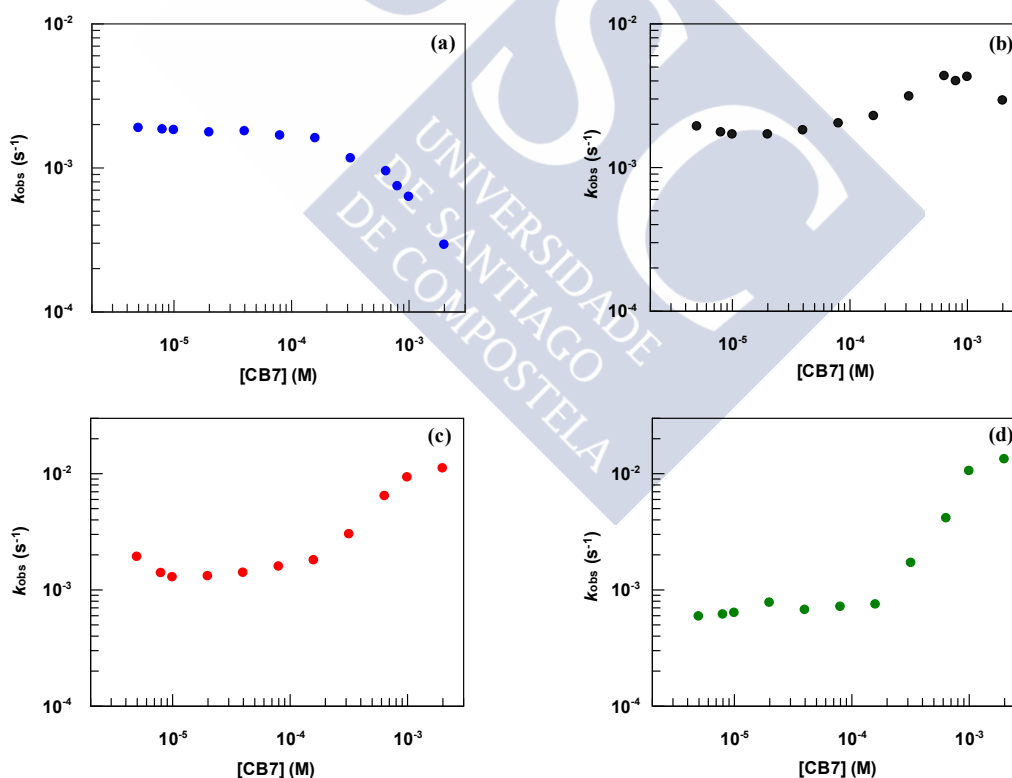 (a)
10⁻²
10⁻³
10⁻⁴
kobs (s⁻¹)
10⁻⁵ 10⁻⁴ 10⁻³
[CB7] (M)
(b)
10⁻²
10⁻³
10⁻⁴
kobs (s⁻¹)
10⁻⁵ 10⁻⁴ 10⁻³
[CB7] (M)
UNIVERSIDADE
DE SANTIAGO
DE COMPOSTELA
(c)
10⁻²
10⁻³
10⁻⁴
kobs (s⁻¹)
10⁻⁵ 10⁻⁴ 10⁻³
[CB7] (M)
(d)
10⁻²
10⁻³
10⁻⁴
kobs (s⁻¹)
10⁻⁵ 10⁻⁴ 10⁻³
[CB7] (M)